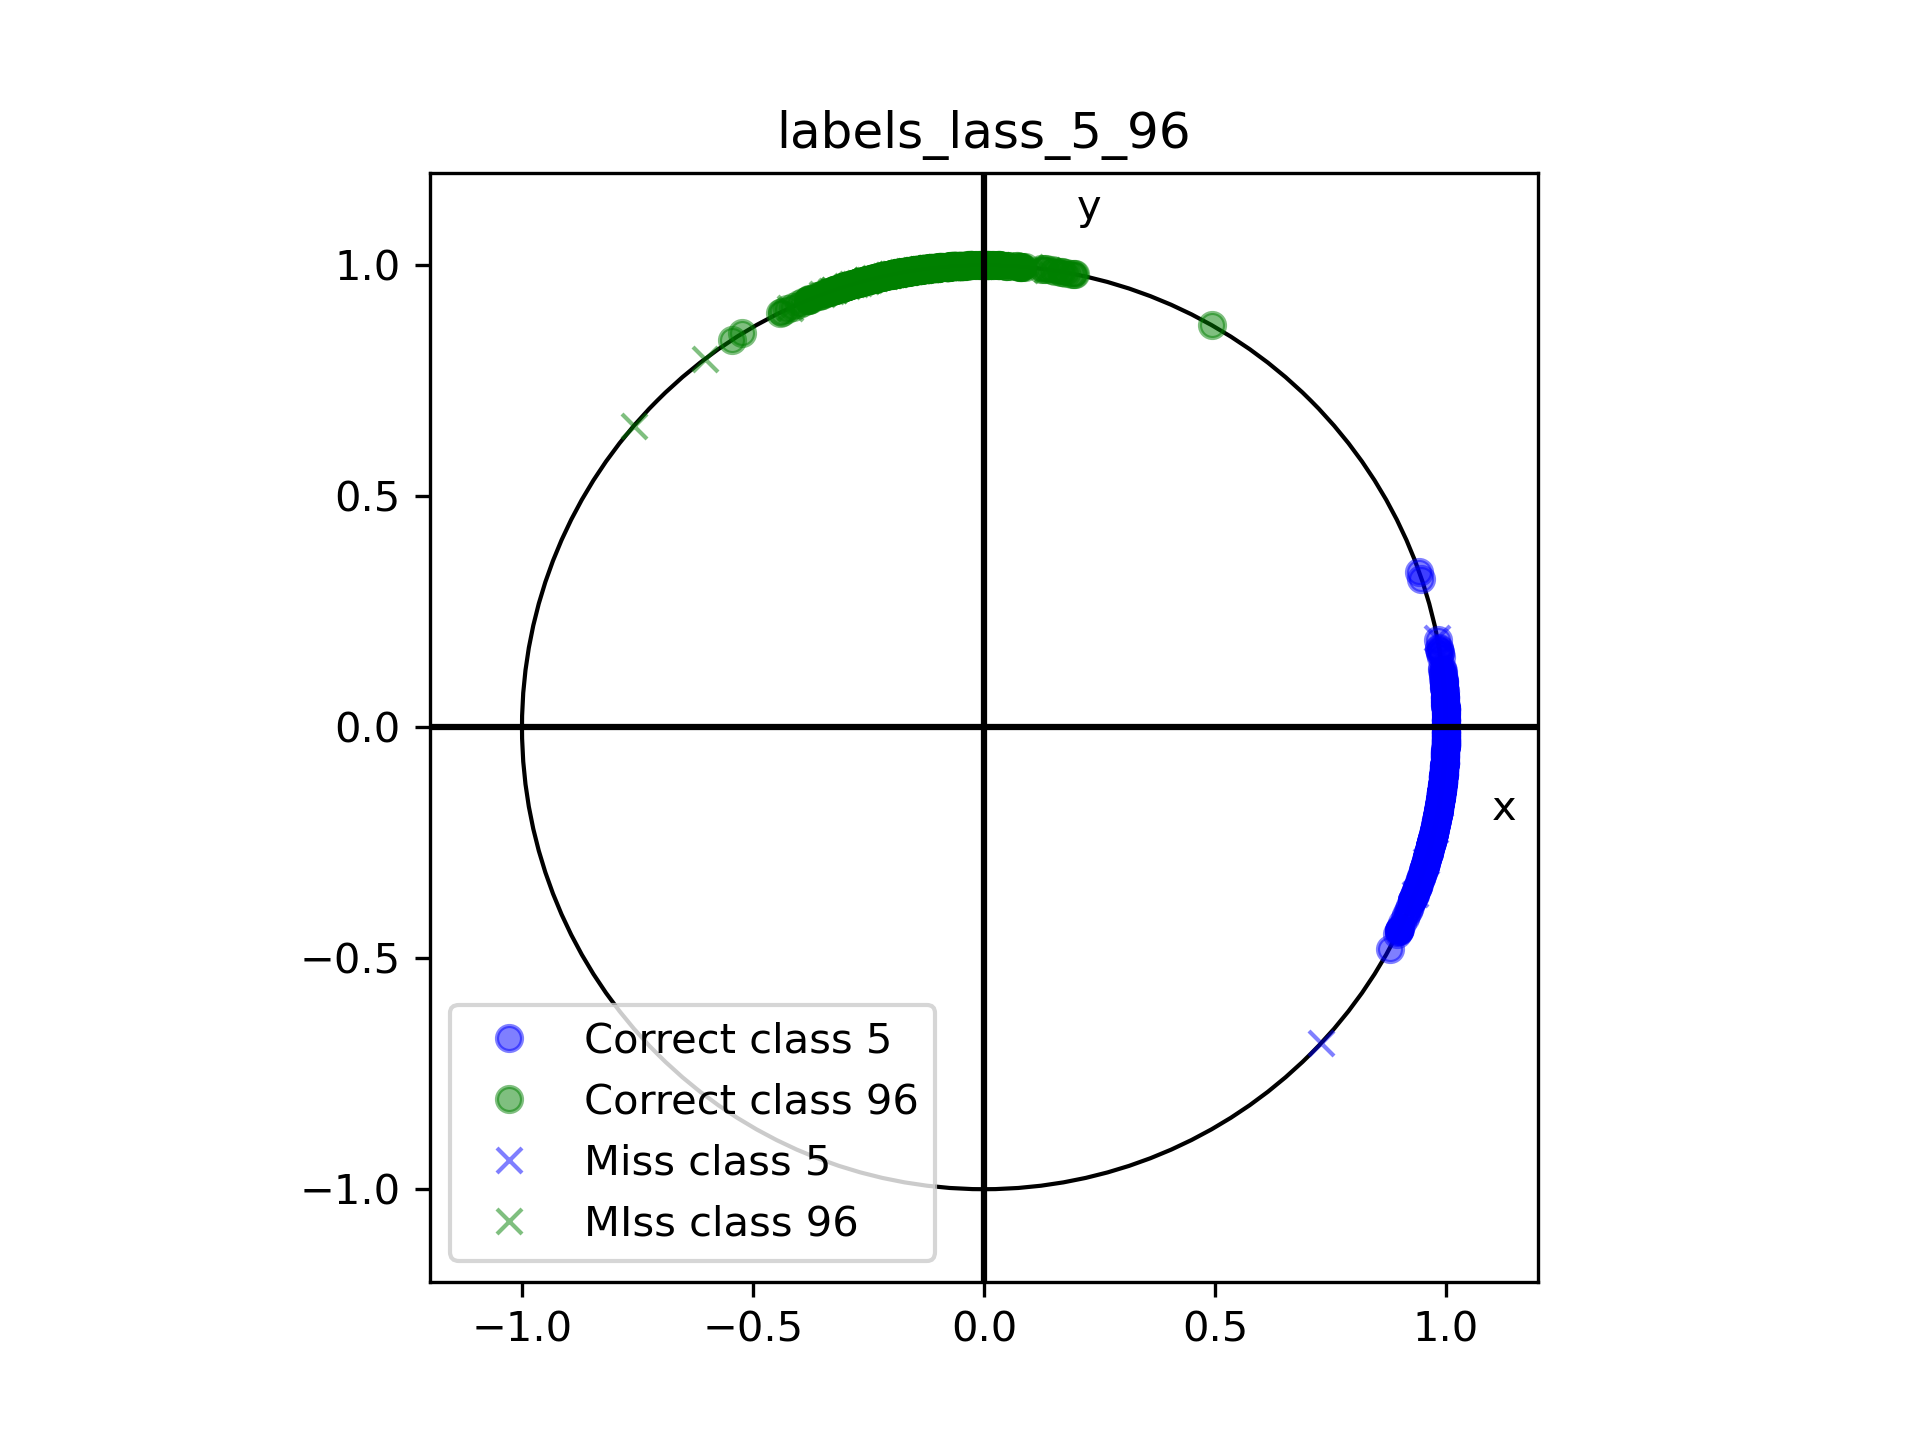 labels_lass_5_96
y
1.0
0.5
0.0
−0.5
−1.0
x
Correct class 5
Correct class 96
Miss class 5
MIss class 96
−1.0 −0.5 0.0 0.5 1.0